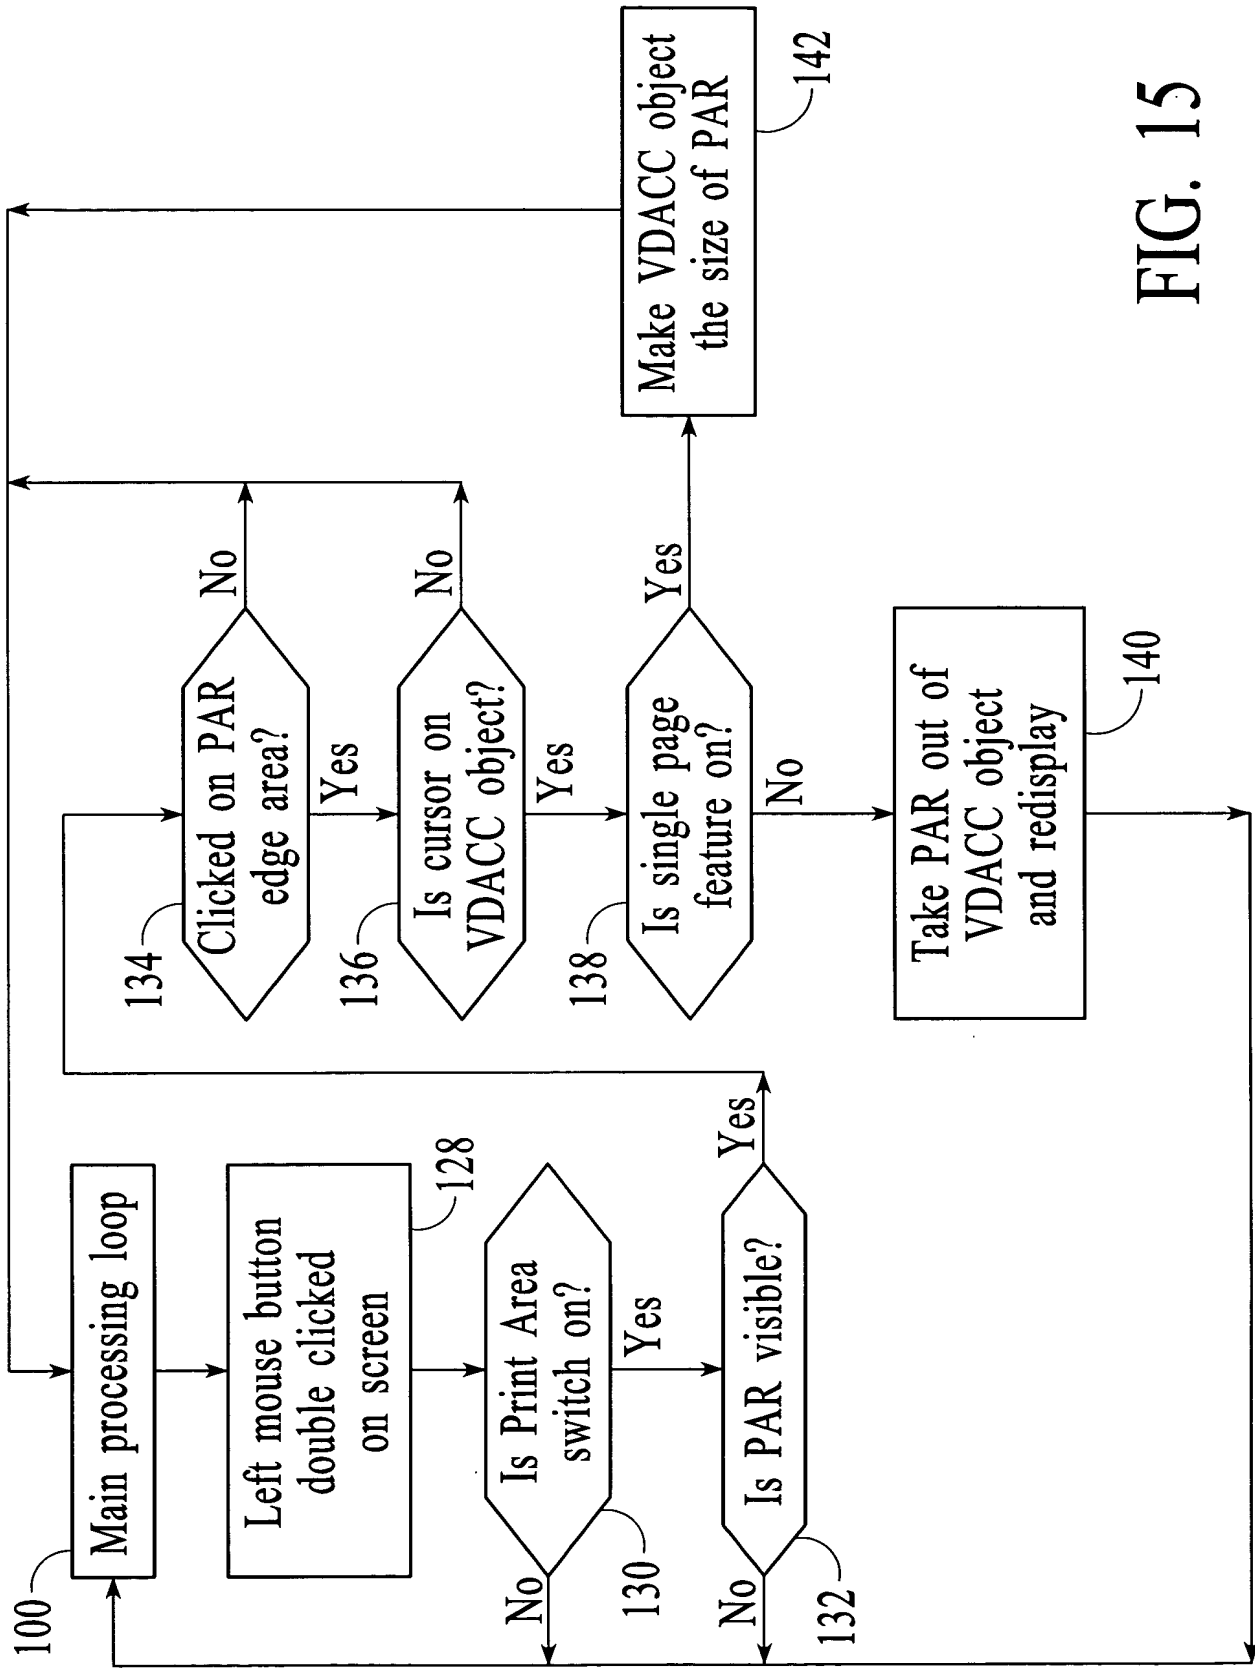 100
Main processing loop
Left mouse button
double clicked
on screen
128
Is Print Area
switch on?
130
No
Yes
Is PAR visible?
132
No
Yes
134
Clicked on PAR
edge area?
No
Yes
136
Is cursor on
VDACC object?
No
Yes
138
Is single page
feature on?
Yes
No
Take PAR out of
VDACC object
and redisplay
140
Make VDACC object
the size of PAR
142
FIG. 15